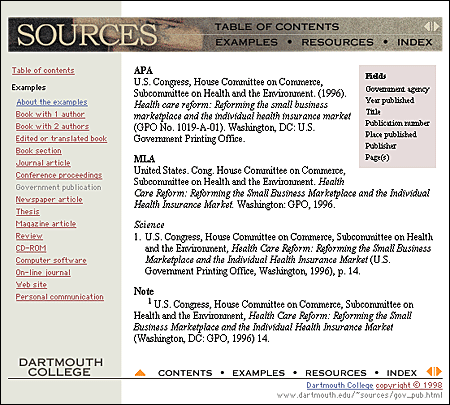 SOURCES
TABLE OF CONTENTS
EXAMPLES • RESOURCES • INDEX
Table of contents
Examples
About the examples
Book with 1 author
Book with 2 authors
Edited or translated book
Book section
Journal article
Conference proceedings
Government publication
Newspaper article
Thesis
Magazine article
Review
CD-ROM
Computer software
On-line journal
Web site
Personal communication
DARTMOUTH
COLLEGE
APA
U.S. Congress, House Committee on Commerce,
Subcommittee on Health and the Environment. (1996).
Health care reform: Reforming the small business
marketplace and the individual health insurance market
(GPO No. 1019-A-01). Washington, DC: U.S.
Government Printing Office.
Fields
Government agency
Year published
Title
Publication number
Place published
Publisher
Page(s)
MLA
United States. Cong. House Committee on Commerce,
Subcommittee on Health and the Environment. Health
Care Reform: Reforming the Small Business Marketplace and the Individual
Health Insurance Market. Washington: GPO, 1996.
Science
1. U.S. Congress, House Committee on Commerce, Subcommittee on Health
and the Environment, Health Care Reform: Reforming the Small Business
Marketplace and the Individual Health Insurance Market (U.S.
Government Printing Office, Washington, 1996), p. 14.
Note
1 U.S. Congress, House Committee on Commerce, Subcommittee on
Health and the Environment, Health Care Reform: Reforming the Small
Business Marketplace and the Individual Health Insurance Market
(Washington, DC: GPO, 1996) 14.
CONTENTS • EXAMPLES • RESOURCES • INDEX
Dartmouth College copyright © 1998
www.dartmouth.edu/~sources/gov_pub.html